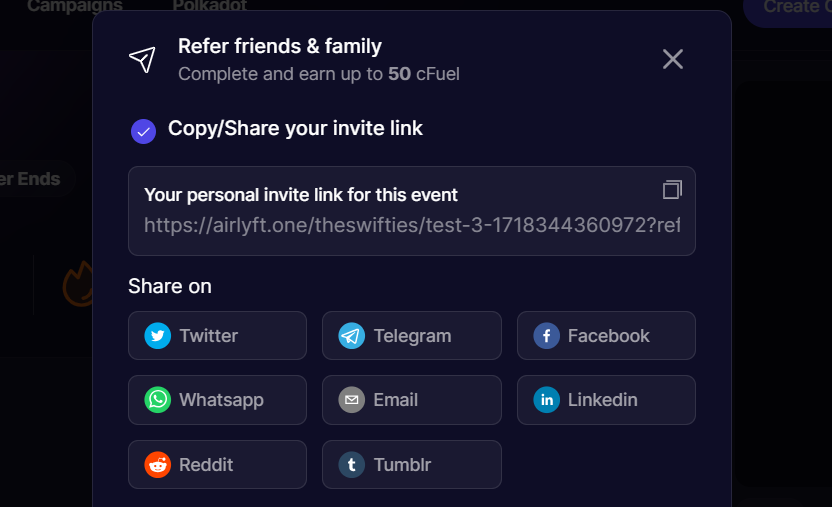 Campaigns
Polkadot
Create
Refer friends & family
Complete and earn up to 50 cFuel
Copy/Share your invite link
er Ends
Your personal invite link for this event
https://airlyft.one/theswifties/test-3-1718344360972?ref
Share on
Twitter
Telegram
Facebook
Whatsapp
Email
Linkedin
Reddit
Tumblr